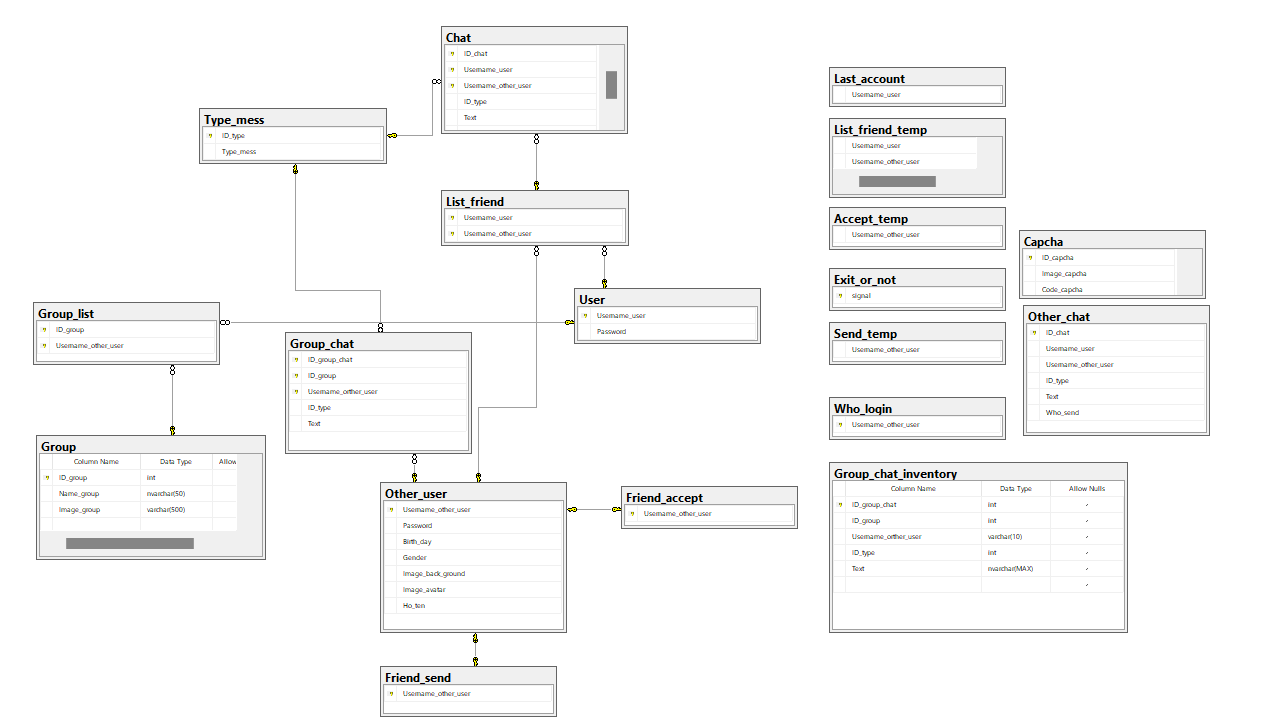 Chat
ID_chat
Username_user
Username_other_user
ID_type
Text
Type_mess
ID_type
Type_mess
List_friend
Username_user
Username_other_user
User
Username_user
Password
Group_list
ID_group
Username_other_user
Group_chat
ID_group_chat
ID_group
Username_orther_user
ID_type
Text
Group
Column Name Data Type Allow
ID_group int
Name_group nvarchar(50)
Image_group varchar(500)
Other_user
Username_other_user
Password
Birth_day
Gender
Image_back_ground
Image_avatar
Ho_ten
Friend_accept
Username_other_user
Friend_send
Username_other_user
Last_account
Username_user
List_friend_temp
Username_user
Username_other_user
Accept_temp
Username_other_user
Exit_or_not
signal
Send_temp
Username_other_user
Who_login
Username_other_user
Capcha
ID_capcha
Image_capcha
Code_capcha
Other_chat
ID_chat
Username_user
Username_other_user
ID_type
Text
Who_send
Group_chat_inventory
Column Name Data Type Allow Nulls
ID_group_chat int
ID_group int
Username_orther_user varchar(10)
ID_type int
Text nvarchar(MAX)